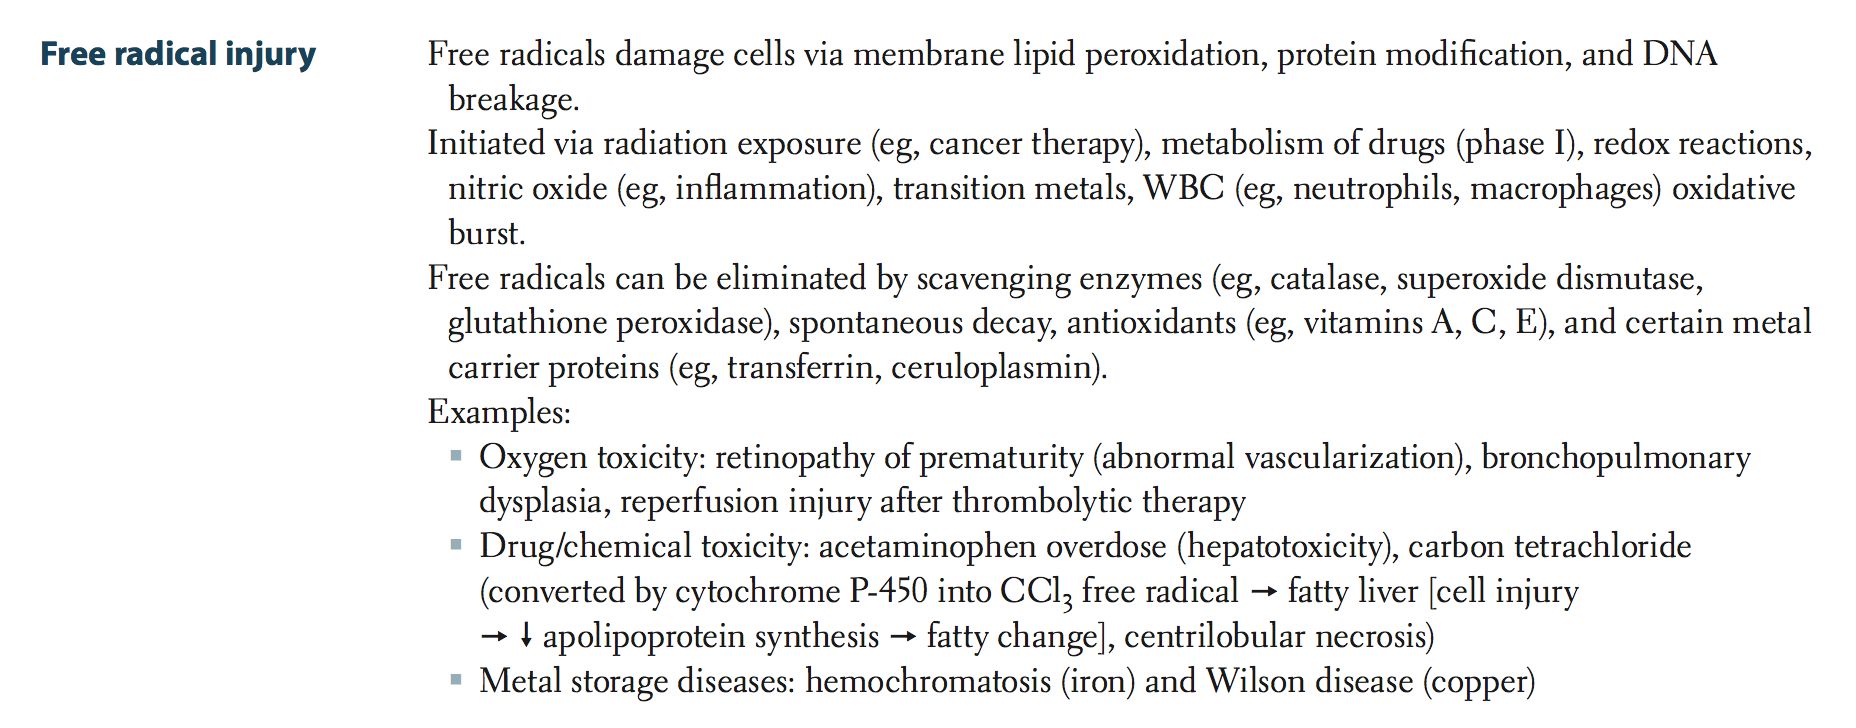 Free radical injury
Free radicals damage cells via membrane lipid peroxidation, protein modification, and DNA
breakage.
Initiated via radiation exposure (eg, cancer therapy), metabolism of drugs (phase I), redox reactions,
nitric oxide (eg, inflammation), transition metals, WBC (eg, neutrophils, macrophages) oxidative
burst.
Free radicals can be eliminated by scavenging enzymes (eg, catalase, superoxide dismutase,
glutathione peroxidase), spontaneous decay, antioxidants (eg, vitamins A, C, E), and certain metal
carrier proteins (eg, transferrin, ceruloplasmin).
Examples:
▪ Oxygen toxicity: retinopathy of prematurity (abnormal vascularization), bronchopulmonary
dysplasia, reperfusion injury after thrombolytic therapy
▪ Drug/chemical toxicity: acetaminophen overdose (hepatotoxicity), carbon tetrachloride
(converted by cytochrome P-450 into CCl₃ free radical → fatty liver [cell injury
→ ↓ apolipoprotein synthesis → fatty change], centrilobular necrosis)
▪ Metal storage diseases: hemochromatosis (iron) and Wilson disease (copper)